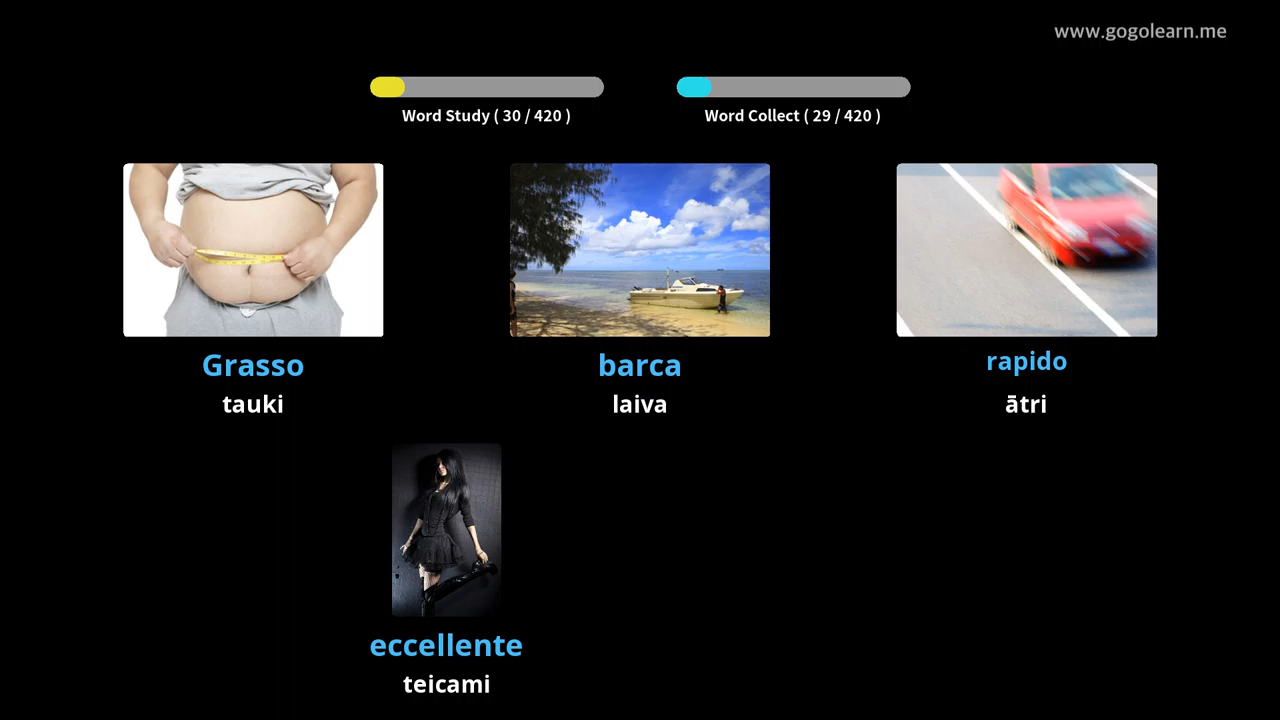 www.gogolearn.me
Word Study ( 30 / 420 )
Word Collect ( 29 / 420 )
Grasso
tauki
barca
laiva
rapido
ātri
eccellente
teicami